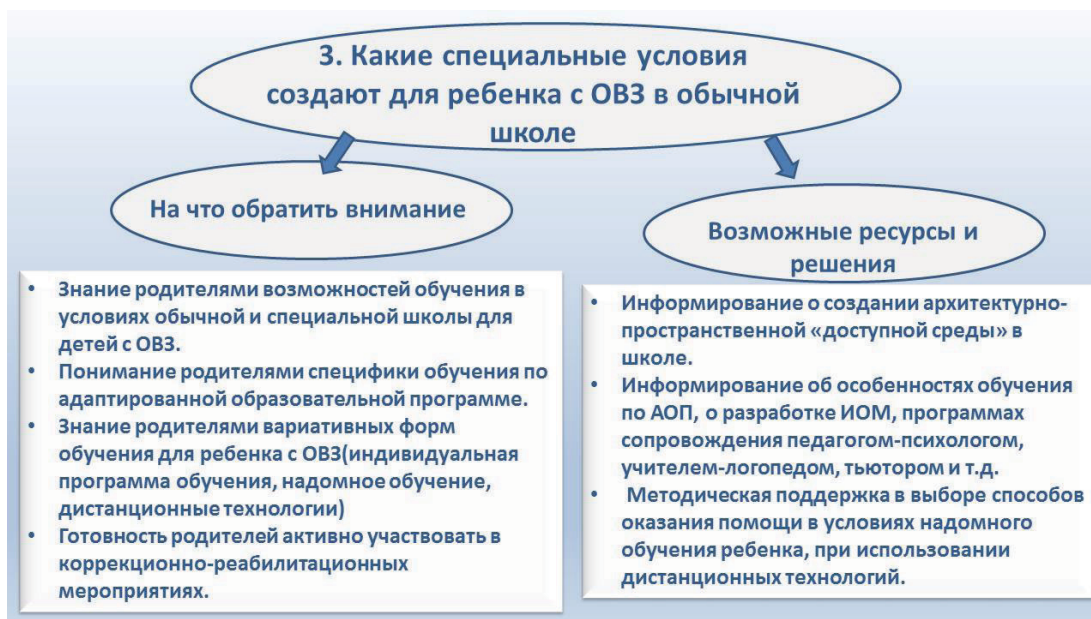 3. Какие специальные условия
создают для ребенка с ОВЗ в обычной
школе
На что обратить внимание
Возможные ресурсы и
решения
• Знание родителями возможностей обучения в
условиях обычной и специальной школы для
детей с ОВЗ.
• Понимание родителями специфики обучения по
адаптированной образовательной программе.
• Знание родителями вариативных форм
обучения для ребенка с ОВЗ(индивидуальная
программа обучения, надомное обучение,
дистанционные технологии)
• Готовность родителей активно участвовать в
коррекционно-реабилитационных
мероприятиях.
• Информирование о создании архитектурно-
пространственной «доступной среды» в
школе.
• Информирование об особенностях обучения
по АОП, о разработке ИОМ, программах
сопровождения педагогом-психологом,
учителем-логопедом, тьютором и т.д.
• Методическая поддержка в выборе способов
оказания помощи в условиях надомного
обучения ребенка, при использовании
дистанционных технологий.